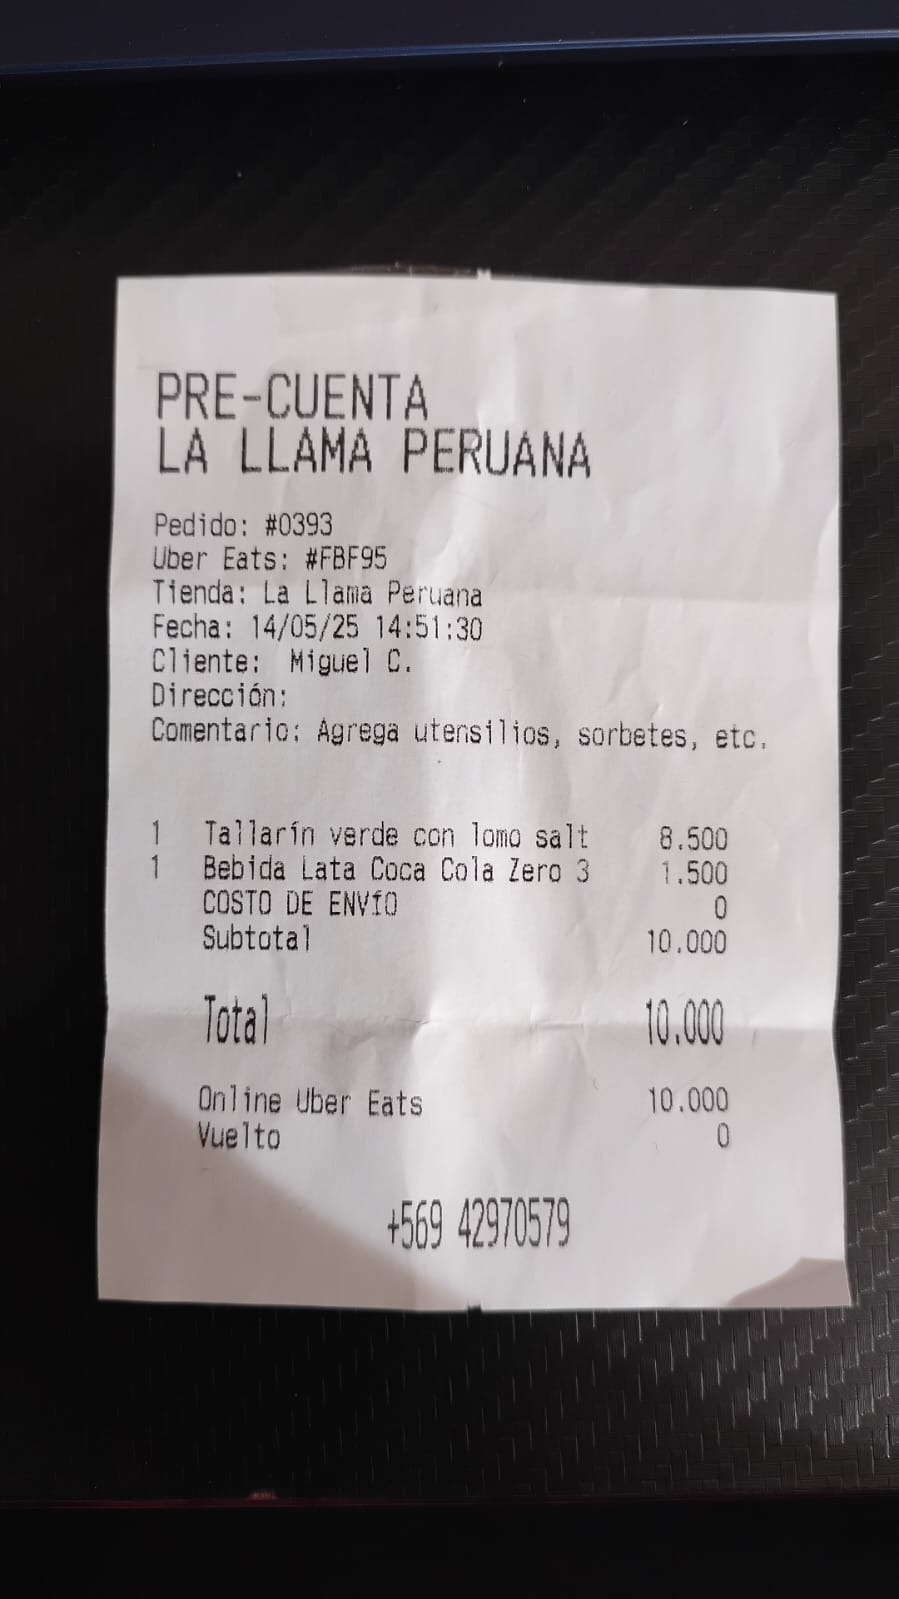 PRE-CUENTA
LA LLAMA PERUANA
Pedido: #0393
Uber Eats: #FBF95
Tienda: La Llama Peruana
Fecha: 14/05/25 14:51:30
Cliente:  Miguel C.
Dirección:
Comentario: Agrega utensilios, sorbetes, etc.
1 Tallarín verde con lomo salt 8.500
1 Bebida Lata Coca Cola Zero 3 1.500
COSTO DE ENVíO 0
Subtotal 10.000
Total 10.000
Online Uber Eats 10.000
Vuelto 0
+569 42970579